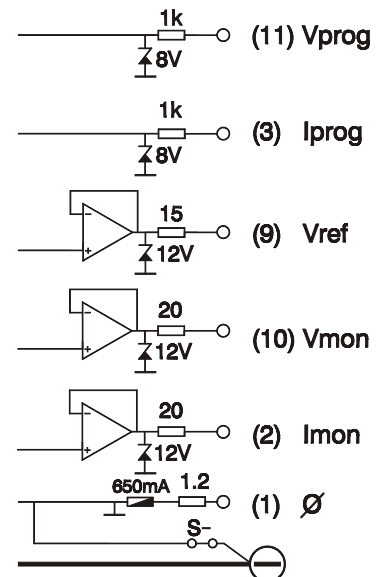 1k
(11) Vprog
8V
1k
(3) Iprog
8V
15
(9) Vref
12V
20
(10) Vmon
12V
20
(2) Imon
12V
650mA 1.2
(1) Ø
S-